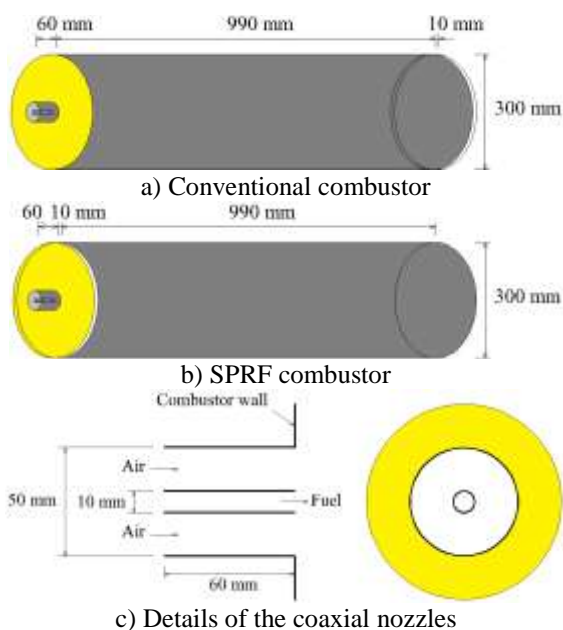 60 mm 990 mm 10 mm
300 mm
a) Conventional combustor
60 10 mm 990 mm
300 mm
b) SPRF combustor
Combustor wall
Air
50 mm 10 mm Fuel
Air
60 mm
c) Details of the coaxial nozzles